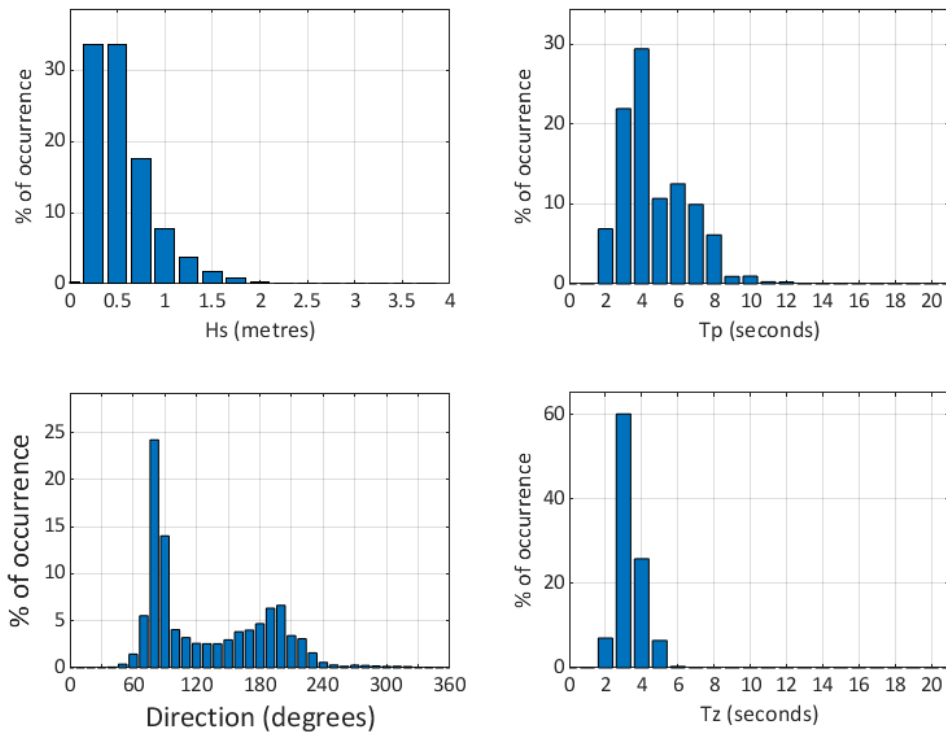 % of occurrence
30
20
10
0
0 0.5 1 1.5 2 2.5 3 3.5 4
Hs (metres)
% of occurrence
30
20
10
0
0 2 4 6 8 10 12 14 16 18 20
Tp (seconds)
% of occurrence
25
20
15
10
5
0
0 60 120 180 240 300 360
Direction (degrees)
% of occurrence
60
40
20
0
0 2 4 6 8 10 12 14 16 18 20
Tz (seconds)